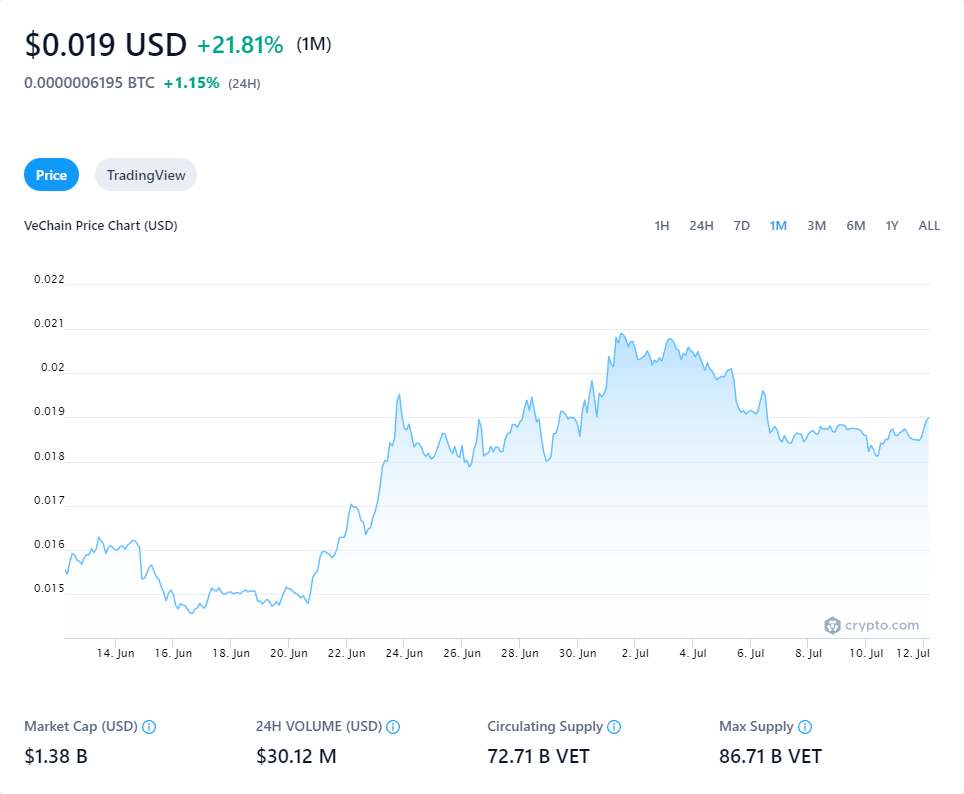 $0.019 USD +21.81% (1M)
0.0000006195 BTC +1.15% (24H)
Price TradingView
VeChain Price Chart (USD) 1H 24H 7D 1M 3M 6M 1Y ALL
0.022
0.021
0.02
0.019
0.018
0.017
0.016
0.015
crypto.com
14. Jun 16. Jun 18. Jun 20. Jun 22. Jun 24. Jun 26. Jun 28. Jun 30. Jun 2. Jul 4. Jul 6. Jul 8. Jul 10. Jul 12. Jul
Market Cap (USD) 24H VOLUME (USD) Circulating Supply Max Supply
$1.38 B $30.12 M 72.71 B VET 86.71 B VET